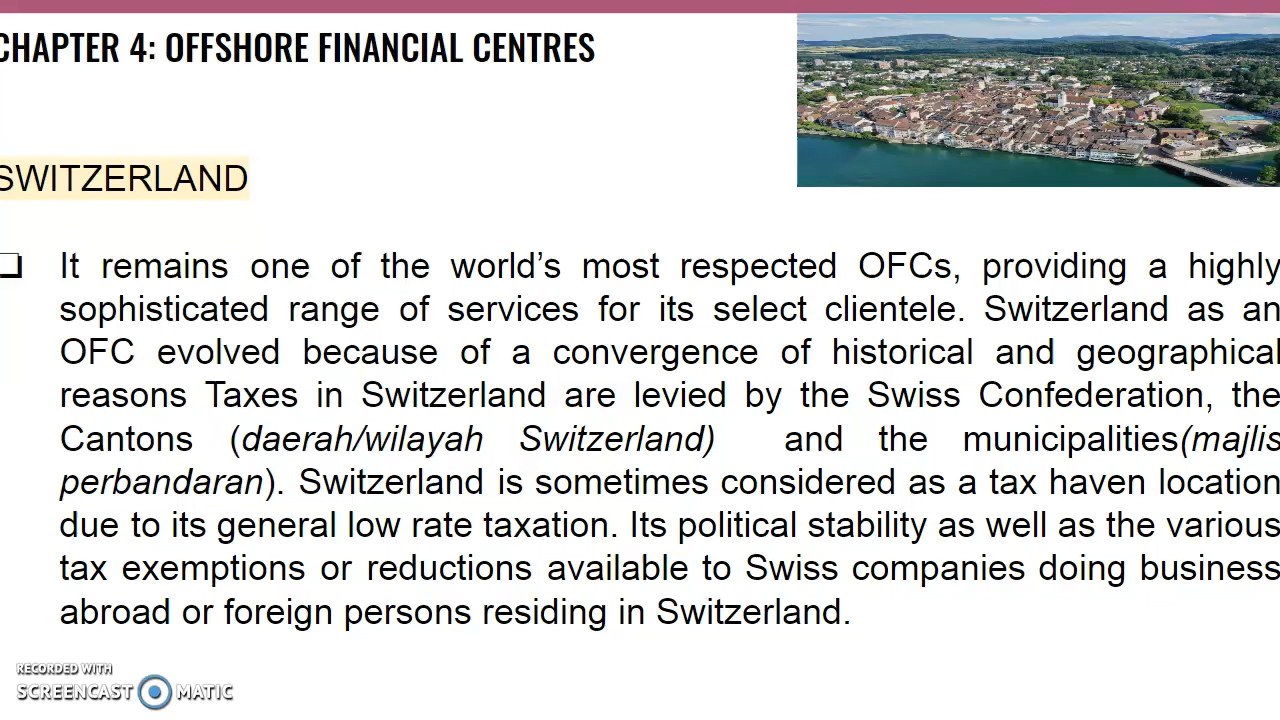 CHAPTER 4: OFFSHORE FINANCIAL CENTRES
SWITZERLAND
❑ It remains one of the world’s most respected OFCs, providing a highly
sophisticated range of services for its select clientele. Switzerland as an
OFC evolved because of a convergence of historical and geographical
reasons Taxes in Switzerland are levied by the Swiss Confederation, the
Cantons (daerah/wilayah Switzerland) and the municipalities(majlis
perbandaran). Switzerland is sometimes considered as a tax haven location
due to its general low rate taxation. Its political stability as well as the various
tax exemptions or reductions available to Swiss companies doing business
abroad or foreign persons residing in Switzerland.
RECORDED WITH
SCREENCAST MATIC